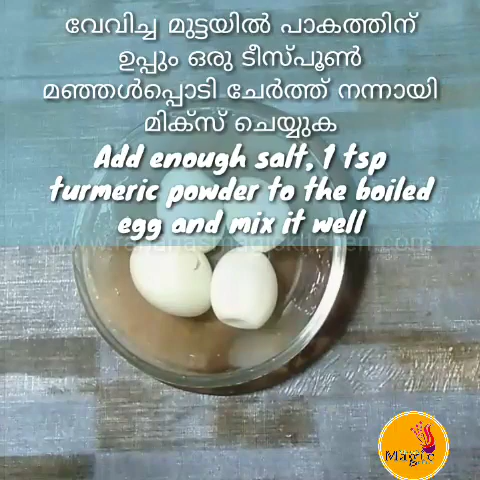 വേവിച്ച മുട്ടയിൽ പാകത്തിന്
ഉപ്പും ഒരു ടീസ്പൂൺ
മഞ്ഞൾപ്പൊടി ചേർത്ത് നന്നായി
മിക്സ് ചെയ്യുക
Add enough salt, 1 tsp
turmeric powder to the boiled
egg and mix it well
Magic